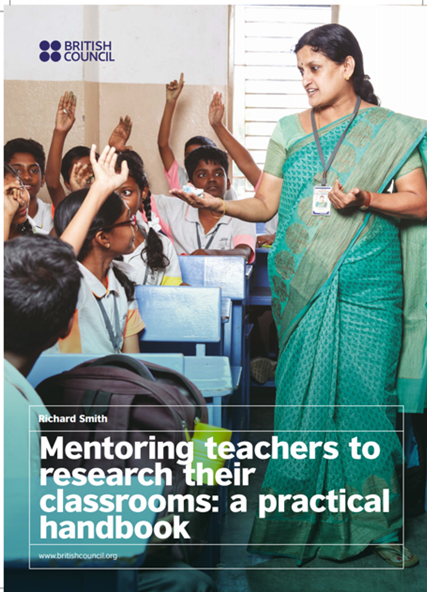 BRITISH
COUNCIL
Richard Smith
Mentoring teachers to
research their
classrooms: a practical
handbook
www.britishcouncil.org